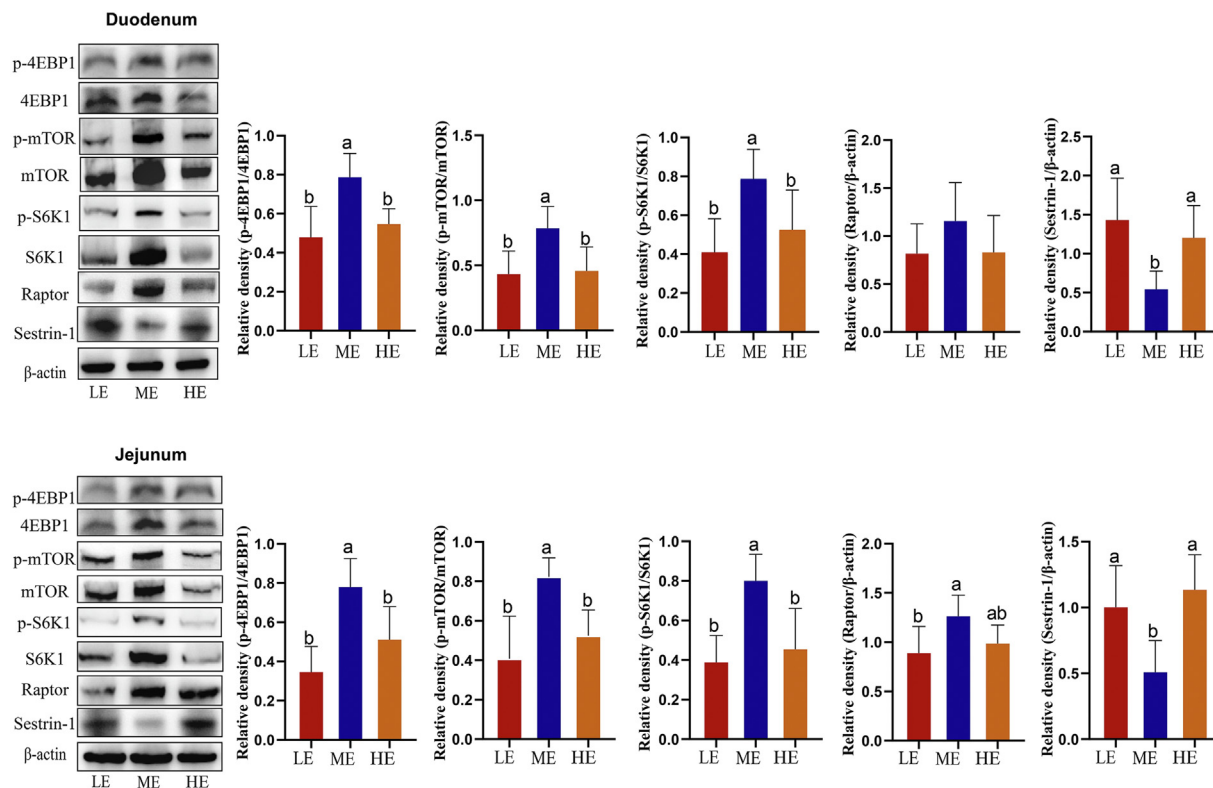 Duodenum
p-4EBP1
4EBP1
p-mTOR
mTOR
p-S6K1
S6K1
Raptor
Sestrin-1
β-actin
LE ME HE
Relative density (p-4EBP1/4EBP1)
1.0
0.8
0.6
0.4
0.2
0.0
b a b
LE ME HE
Relative density (p-mTOR/mTOR)
1.5
1.0
0.5
0.0
b a b
LE ME HE
Relative density (p-S6K1/S6K1)
1.0
0.8
0.6
0.4
0.2
0.0
b a b
LE ME HE
Relative density (Raptor/β-actin)
2.0
1.5
1.0
0.5
0.0
LE ME HE
Relative density (Sestrin-1/β-actin)
2.5
2.0
1.5
1.0
0.5
0.0
a b a
LE ME HE
Jejunum
p-4EBP1
4EBP1
p-mTOR
mTOR
p-S6K1
S6K1
Raptor
Sestrin-1
β-actin
LE ME HE
Relative density (p-4EBP1/4EBP1)
1.0
0.8
0.6
0.4
0.2
0.0
b a b
LE ME HE
Relative density (p-mTOR/mTOR)
1.0
0.8
0.6
0.4
0.2
0.0
b a b
LE ME HE
Relative density (p-S6K1/S6K1)
1.0
0.8
0.6
0.4
0.2
0.0
b a b
LE ME HE
Relative density (Raptor/β-actin)
2.0
1.5
1.0
0.5
0.0
b a ab
LE ME HE
Relative density (Sestrin-1/β-actin)
1.5
1.0
0.5
0.0
a b a
LE ME HE